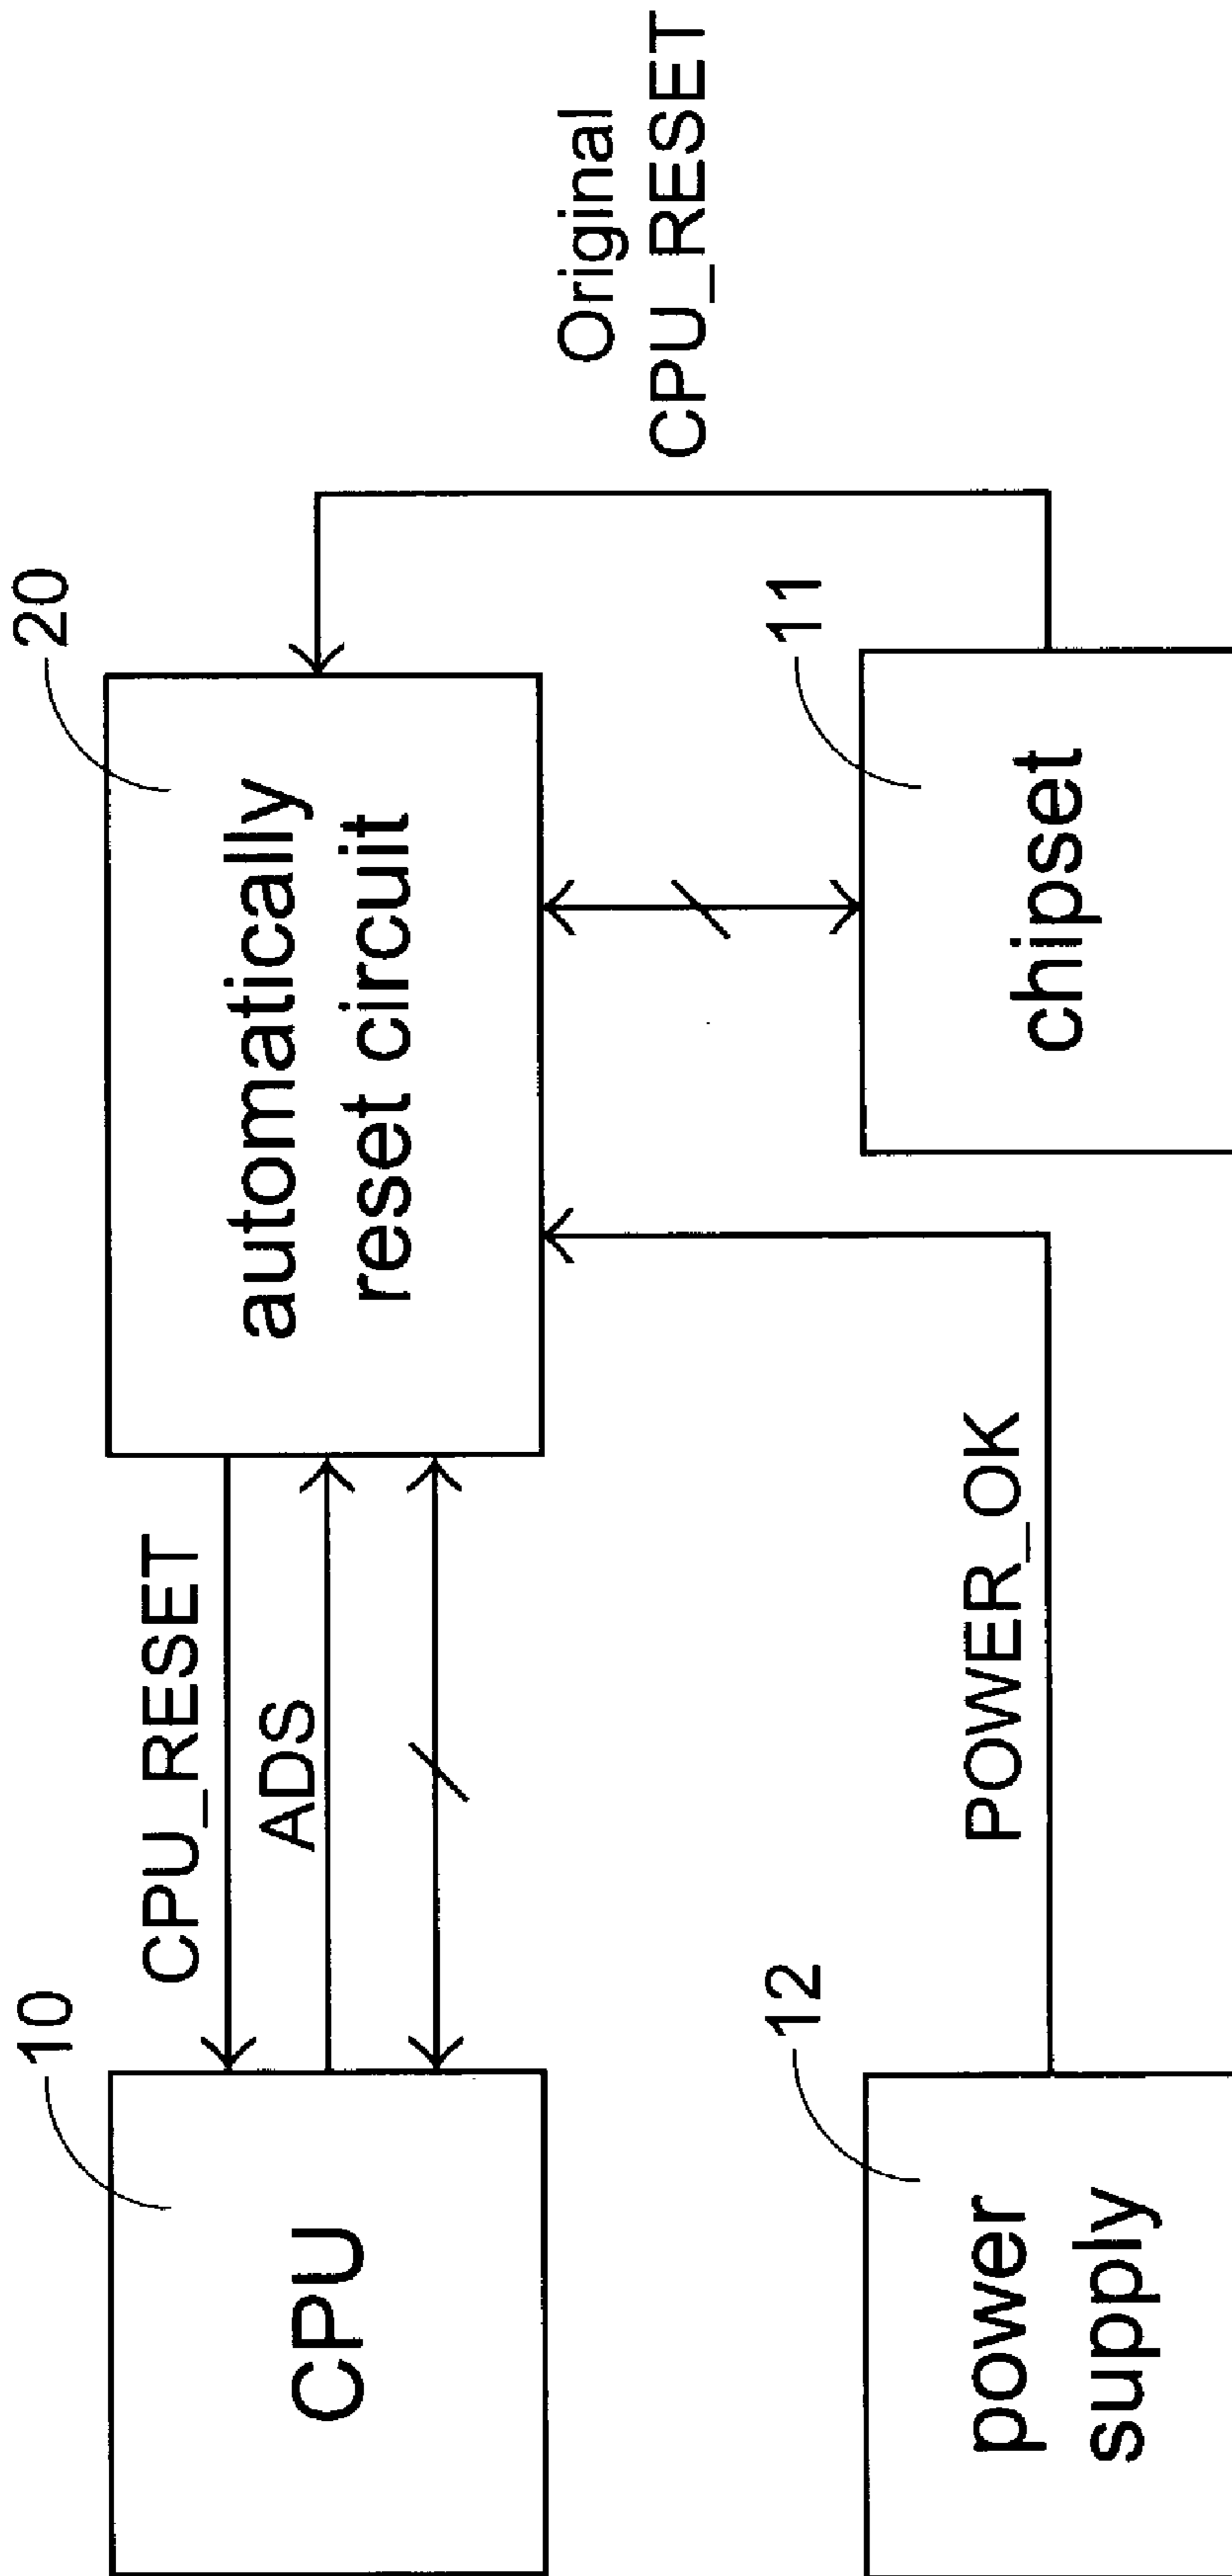 10
CPU
CPU_RESET
ADS
20
automatically
reset circuit
Original
CPU_RESET
12
power
supply
POWER_OK
11
chipset